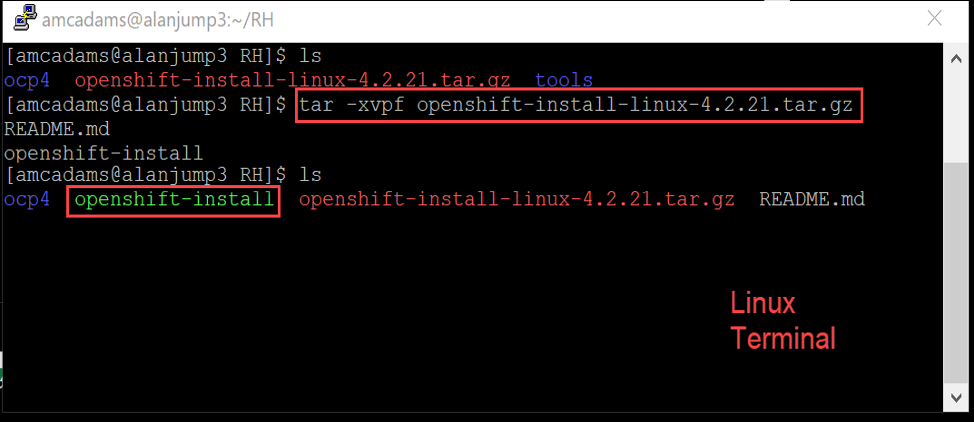 amcadams@alanjump3:~/RH
[amcadams@alanjump3 RH]$ ls
ocp4  openshift-install-linux-4.2.21.tar.gz  tools
[amcadams@alanjump3 RH]$ tar -xvpf openshift-install-linux-4.2.21.tar.gz
README.md
openshift-install
[amcadams@alanjump3 RH]$ ls
ocp4  openshift-install  openshift-install-linux-4.2.21.tar.gz  README.md
Linux
Terminal